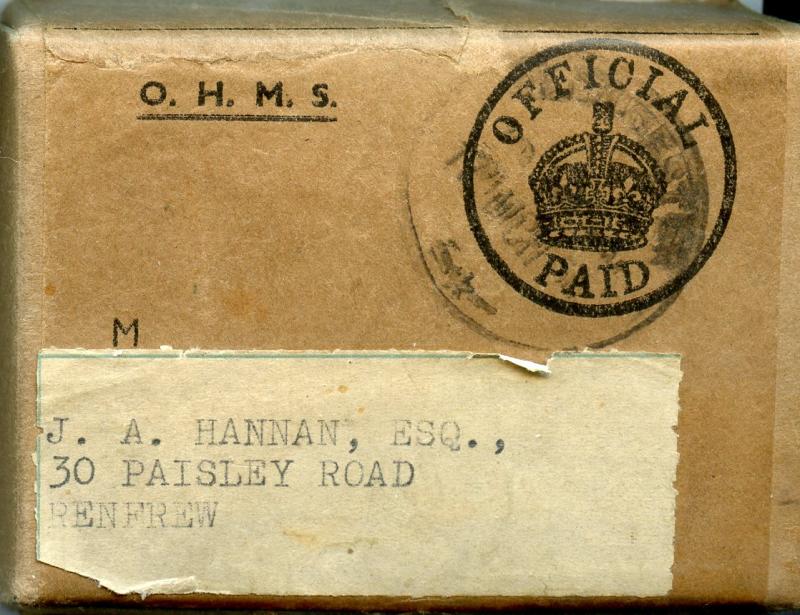 O. H. M. S.
OFFICIAL
PAID
M
J. A. HANNAN, ESQ.,
30 PAISLEY ROAD
RENFREW